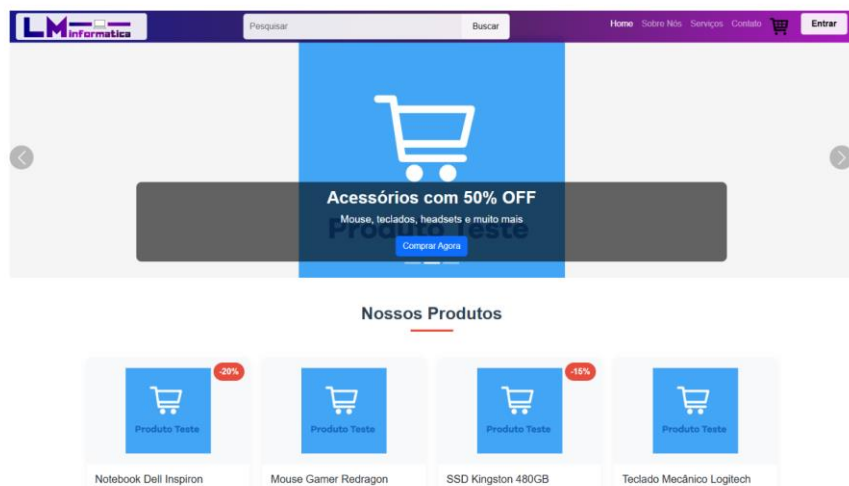 LM informatica
Pesquisar Buscar Home Sobre Nós Serviços Contato Entrar
Acessórios com 50% OFF
Mouse, teclados, headsets e muito mais
Produto Teste
Comprar Agora
Nossos Produtos
-20% -15%
Produto Teste Produto Teste Produto Teste Produto Teste
Notebook Dell Inspiron Mouse Gamer Redragon SSD Kingston 480GB Teclado Mecânico Logitech